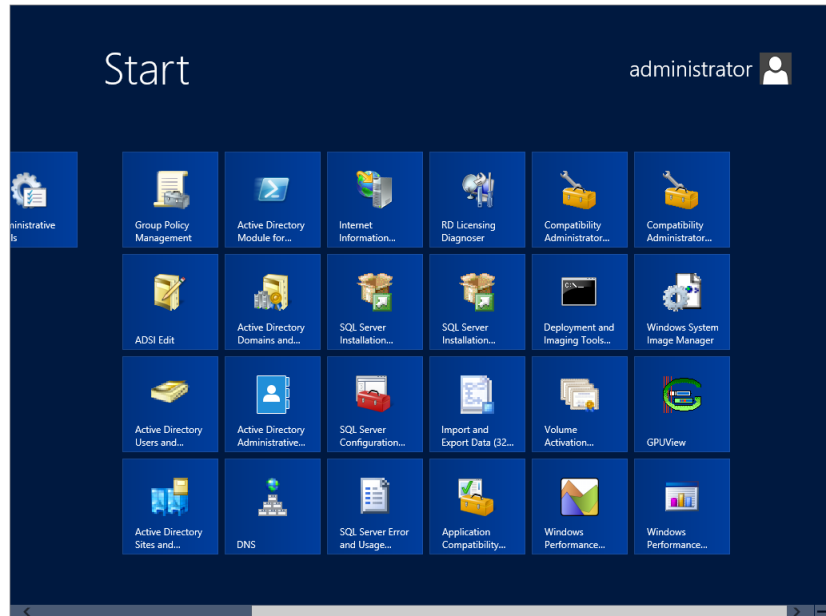 Start
administrator
ministrative
ls
Group Policy
Management
Active Directory
Module for...
Internet
Information...
RD Licensing
Diagnoser
Compatibility
Administrator...
Compatibility
Administrator...
ADSI Edit
Active Directory
Domains and...
SQL Server
Installation...
SQL Server
Installation...
C:\_
Deployment and
Imaging Tools...
Windows System
Image Manager
Active Directory
Users and...
Active Directory
Administrative...
SQL Server
Configuration...
Import and
Export Data (32...
Volume
Activation...
GPUView
Active Directory
Sites and...
DNS
SQL Server Error
and Usage...
Application
Compatibility...
Windows
Performance...
Windows
Performance...